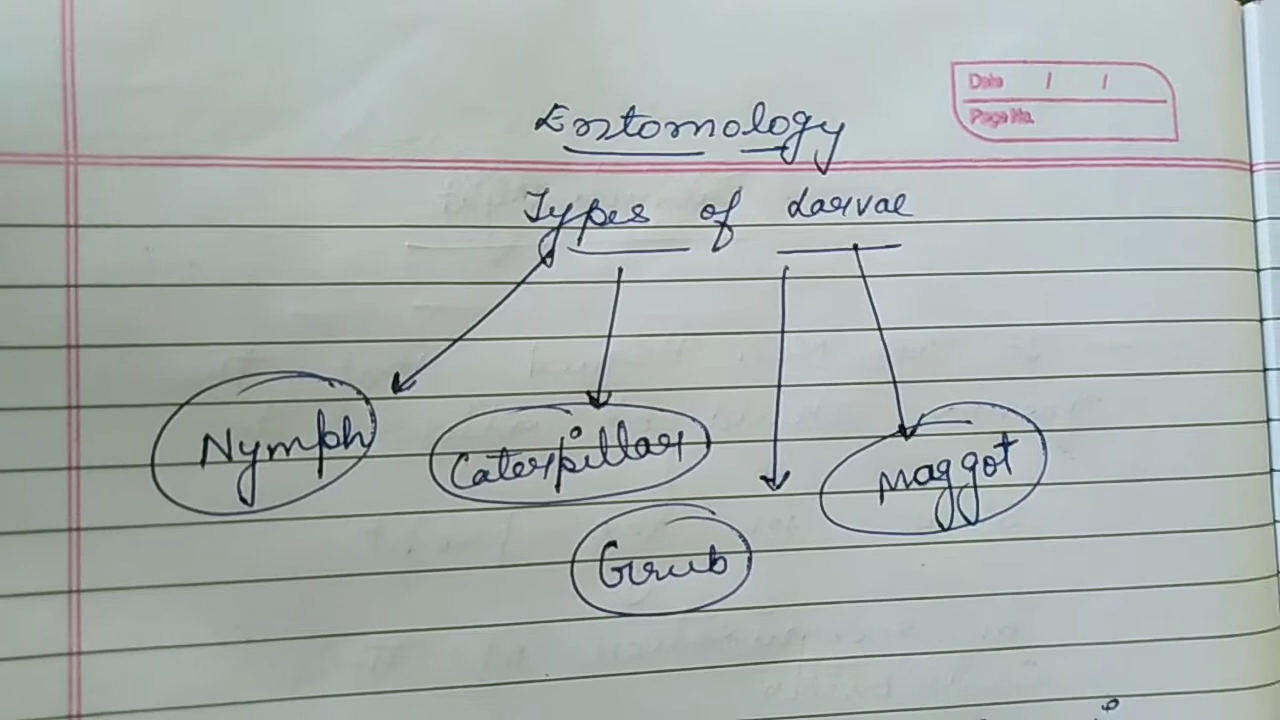 Date / /
Page No.
Entomology
Types of Larvae
Nymph
Caterpillar
Grub
Maggot